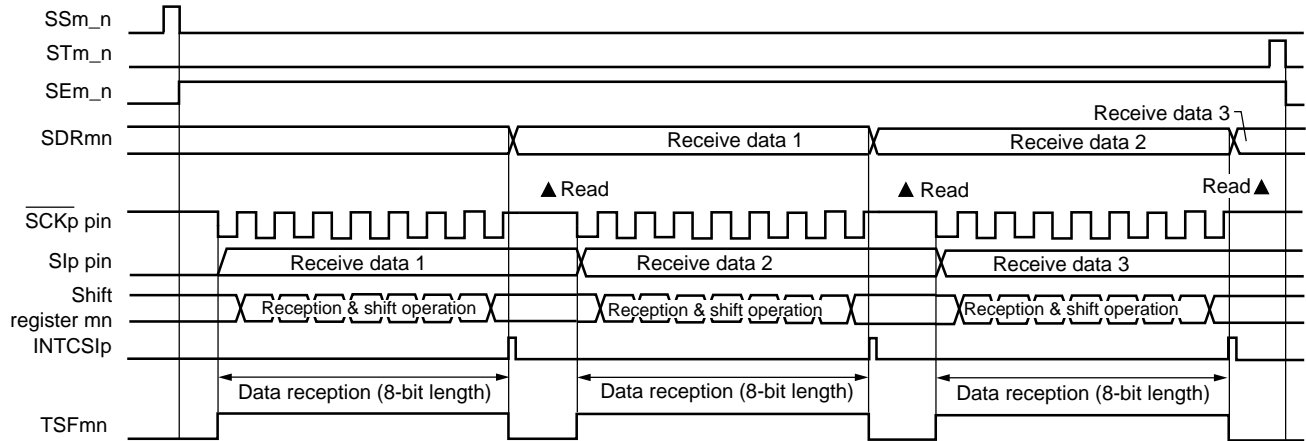 SSm_n
STm_n
SEm_n
Receive data 3
SDRmn
Receive data 1
Receive data 2
▲ Read
▲ Read
Read ▲
SCKp pin
SIp pin
Receive data 1
Receive data 2
Receive data 3
Shift
register mn
Reception & shift operation
Reception & shift operation
Reception & shift operation
INTCSIp
Data reception (8-bit length)
Data reception (8-bit length)
Data reception (8-bit length)
TSFmn